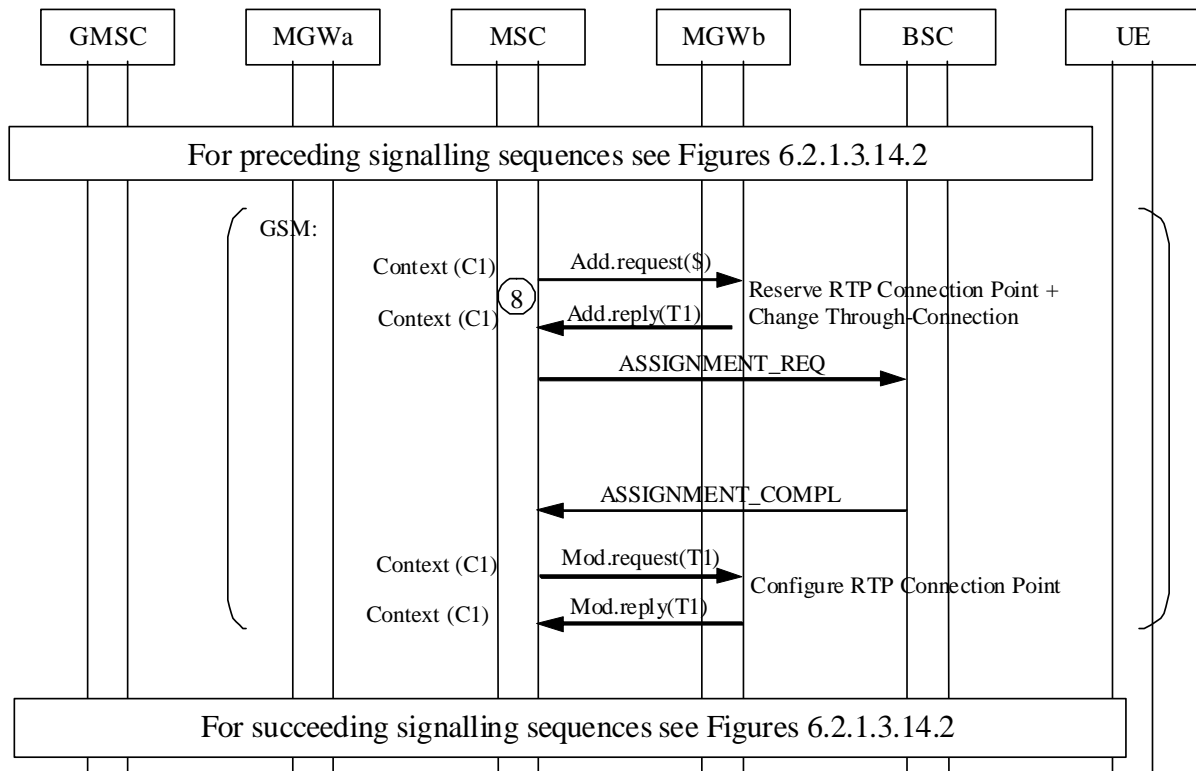 GMSC
MGWa
MSC
MGWb
BSC
UE
For preceding signalling sequences see Figures 6.2.1.3.14.2
GSM:
Context (C1)
Add.request($)
8
Reserve RTP Connection Point +
Change Through-Connection
Context (C1)
Add.reply(T1)
ASSIGNMENT_REQ
ASSIGNMENT_COMPL
Context (C1)
Mod.request(T1)
Configure RTP Connection Point
Context (C1)
Mod.reply(T1)
For succeeding signalling sequences see Figures 6.2.1.3.14.2